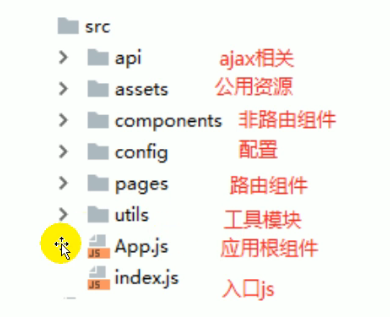 src
api ajax相关
assets 公用资源
components 非路由组件
config 配置
pages 路由组件
utils 工具模块
JS App.js 应用根组件
JS index.js 入口js